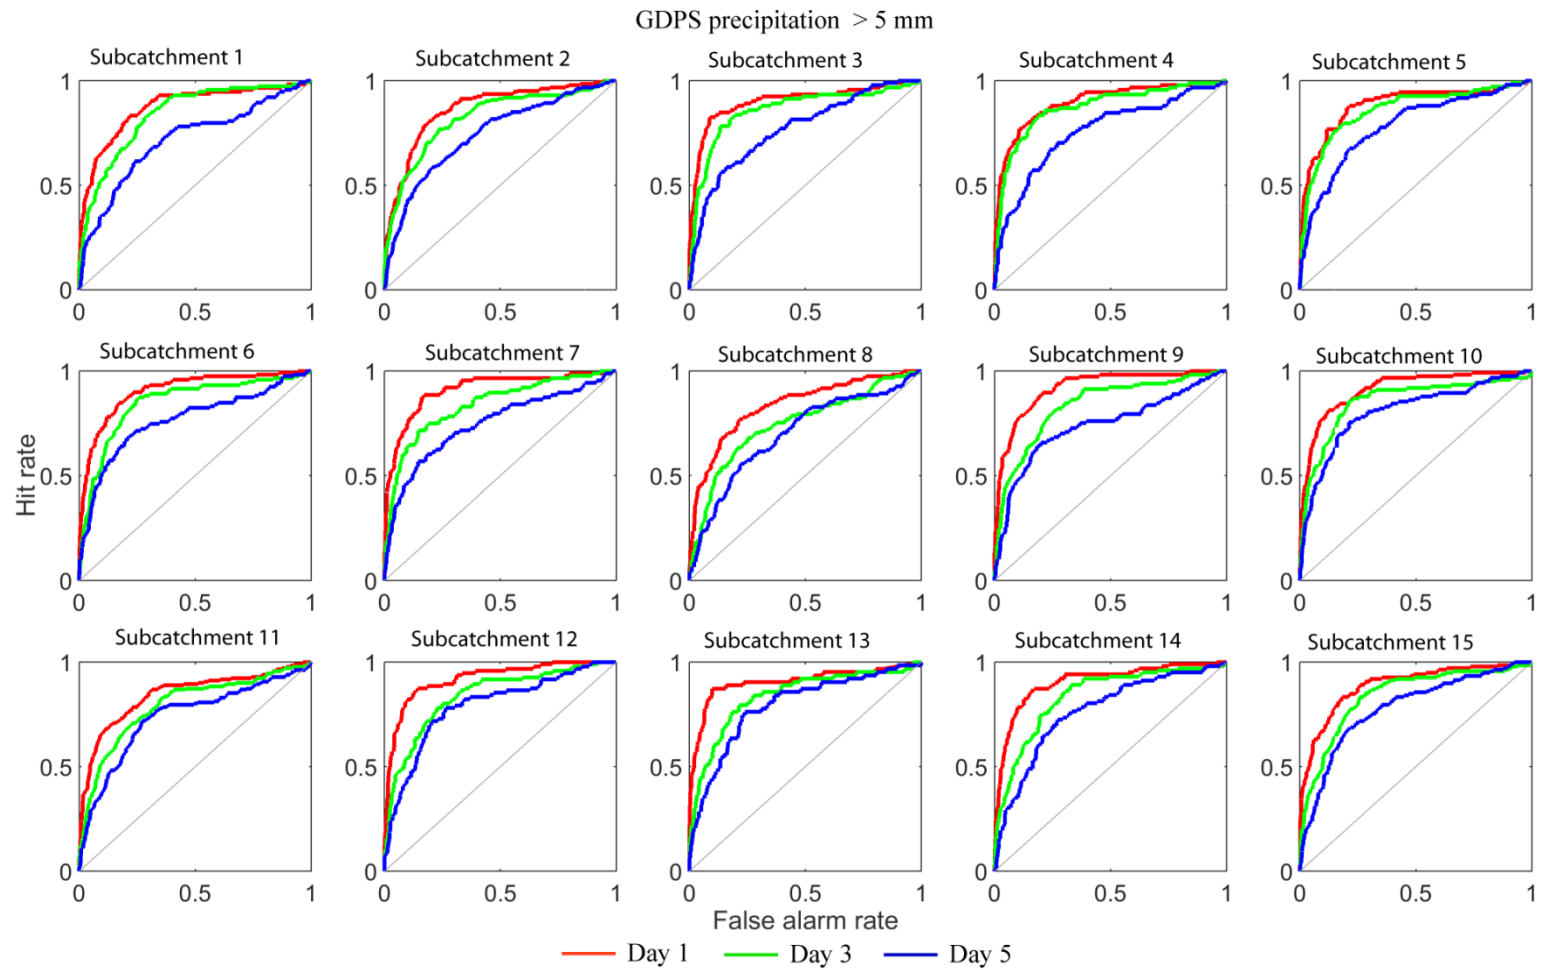 GDPS precipitation > 5 mm
Subcatchment 1 Subcatchment 2 Subcatchment 3 Subcatchment 4 Subcatchment 5
1 1 1 1 1
0.5 0.5 0.5 0.5 0.5
0 0 0 0 0
0 0.5 1 0 0.5 1 0 0.5 1 0 0.5 1 0 0.5 1
Subcatchment 6 Subcatchment 7 Subcatchment 8 Subcatchment 9 Subcatchment 10
1 1 1 1 1
Hit rate
0.5 0.5 0.5 0.5 0.5
0 0 0 0 0
0 0.5 1 0 0.5 1 0 0.5 1 0 0.5 1 0 0.5 1
Subcatchment 11 Subcatchment 12 Subcatchment 13 Subcatchment 14 Subcatchment 15
1 1 1 1 1
0.5 0.5 0.5 0.5 0.5
0 0 0 0 0
0 0.5 1 0 0.5 1 0 0.5 1 0 0.5 1 0 0.5 1
False alarm rate
Day 1 Day 3 Day 5